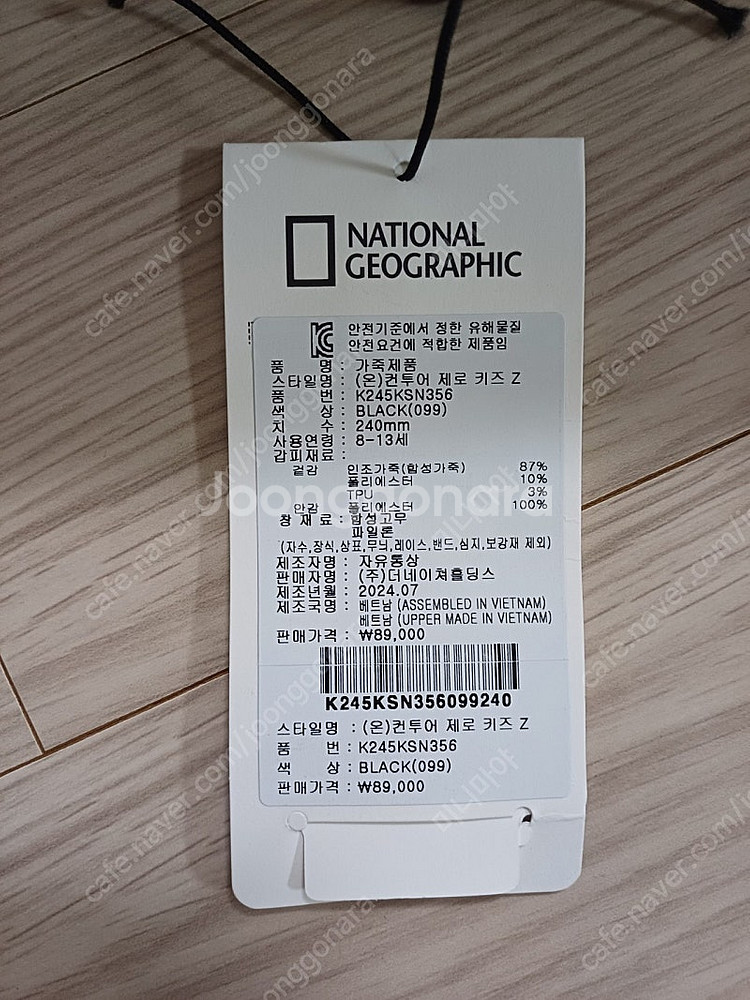 NATIONAL
GEOGRAPHIC
안전기준에서 정한 유해물질
안전요건에 적합한 제품임
품 명 : 가죽제품
스타일명 : (온)컨투어 제로 키즈 Z
품 번 : K245KSN356
색 상 : BLACK(099)
치 수 : 240mm
사용연령 : 8-13세
갑피재료 :
겉감 인조가죽(합성가죽) 87%
폴리에스터 10%
TPU 3%
안감 폴리에스터 100%
창 재 료 : 합성고무
파일론
(자수,장식,상표,무늬,레이스,밴드,심지,보강재 제외)
제조자명 : 자유통상
판매자명 : (주)더네이쳐홀딩스
제조년월 : 2024.07
제조국명 : 베트남 (ASSEMBLED IN VIETNAM)
베트남 (UPPER MADE IN VIETNAM)
판매가격 : ₩89,000
K245KSN356099240
스타일명 : (온)컨투어 제로 키즈 Z
품 번 : K245KSN356
색 상 : BLACK(099)
판매가격 : ₩89,000
Joonggonara
cafe.naver.com/joonggonara